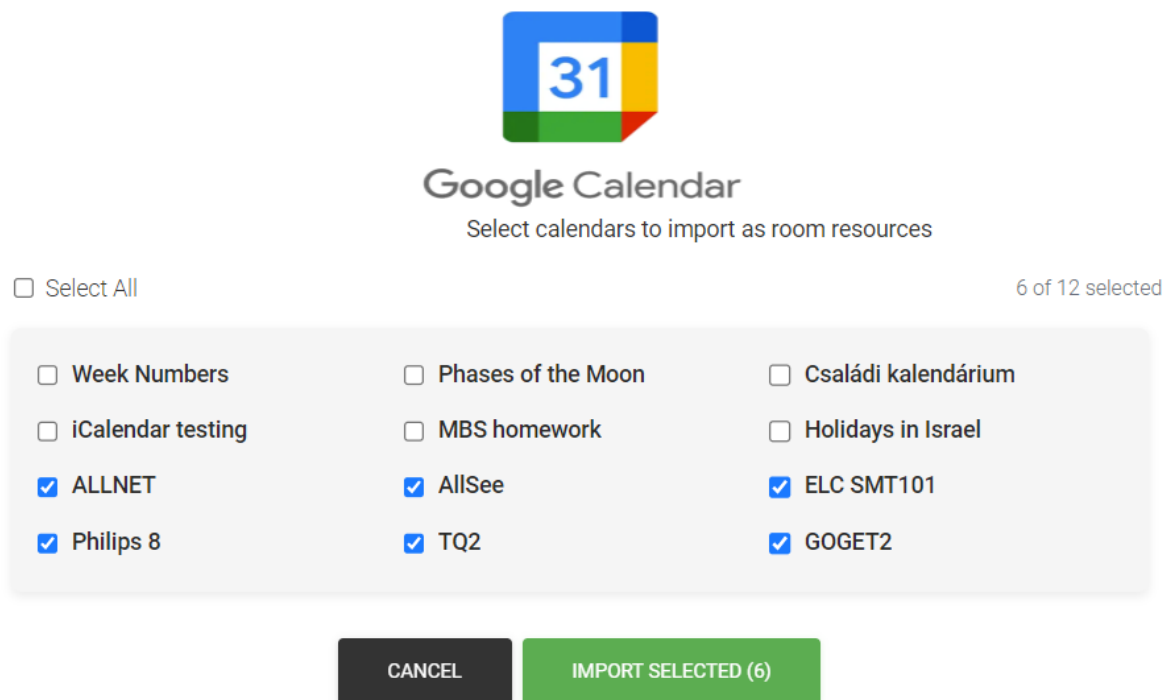 31
Google Calendar
Select calendars to import as room resources
Select All 6 of 12 selected
Week Numbers Phases of the Moon Családi kalendárium
iCalendar testing MBS homework Holidays in Israel
ALLNET AllSee ELC SMT101
Philips 8 TQ2 GOGET2
CANCEL IMPORT SELECTED (6)